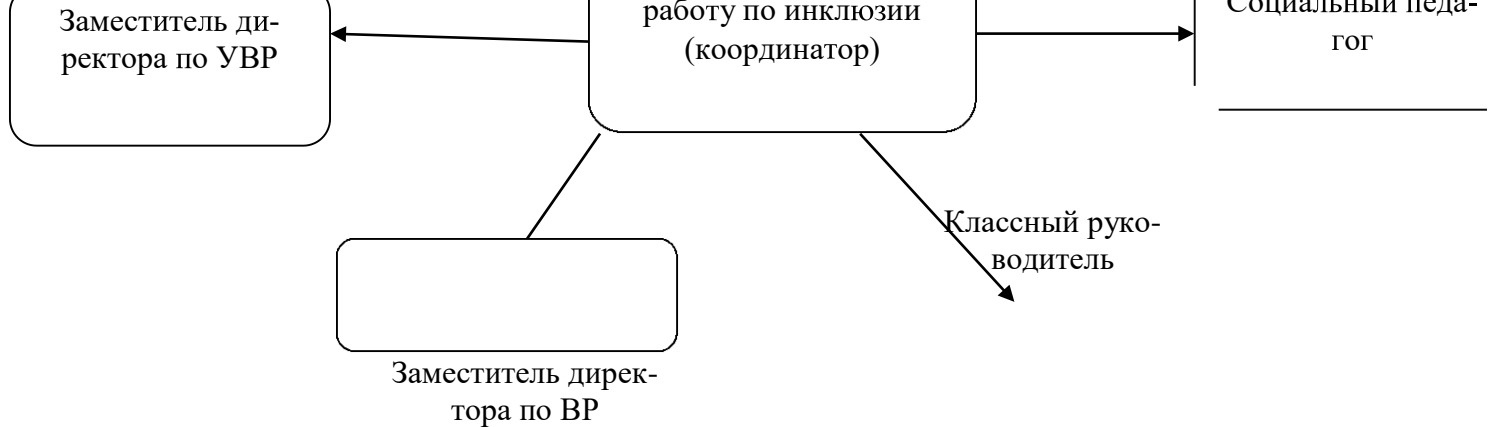 Заместитель ди-
ректора по УВР
работу по инклюзии
(координатор)
Социальный педа-
гог
Классный руко-
водитель
Заместитель дирек-
тора по ВР